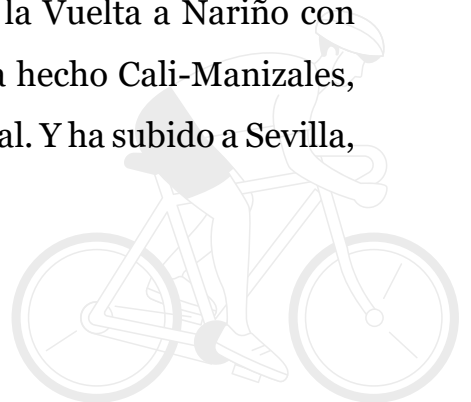 la Vuelta a Nariño con
hecho Cali-Manizales,
al. Y ha subido a Sevilla,